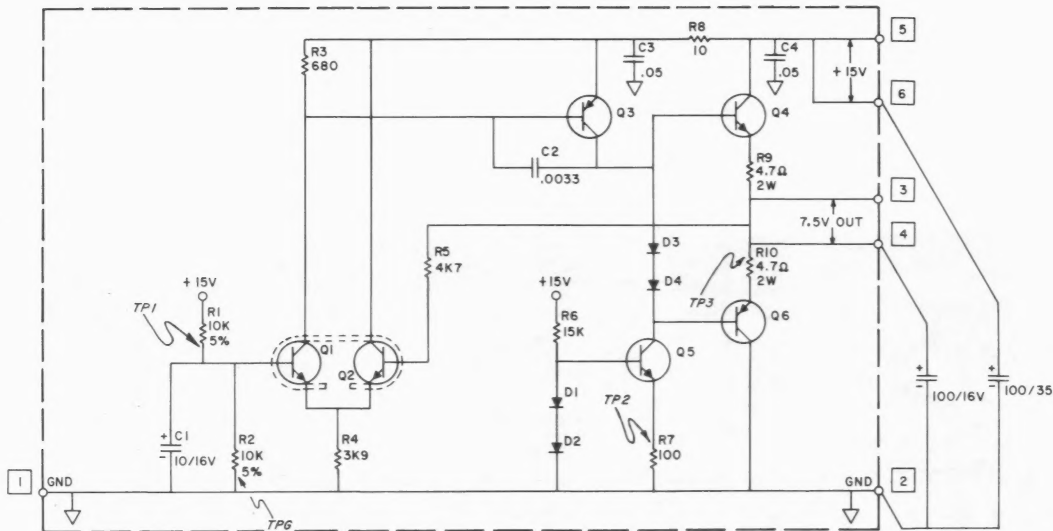 R3
680
R8
10
C3
.05
C4
.05
5
+15V
6
Q3
Q4
C2
.0033
R9
4.7Ω
2W
3
7.5V OUT
4
R5
4K7
D3
D4
R10
4.7Ω
2W
TP3
+15V
TP1
R1
10K
5%
+15V
R6
15K
Q6
Q1
Q2
Q5
D1
TP2
+
-
100/16V
+
-
100/35
+
-
C1
10/16V
R2
10K
5%
R4
3K9
D2
R7
100
1
GND
GND
2
TP6